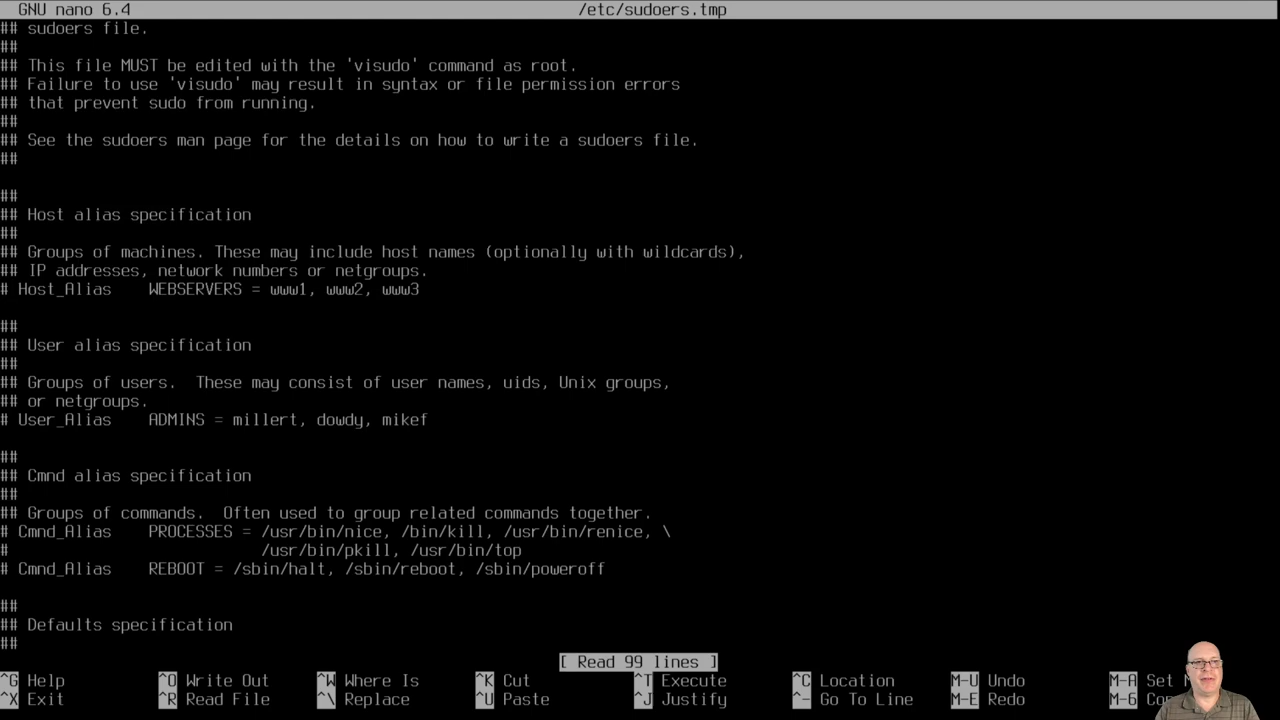 GNU nano 6.4 /etc/sudoers.tmp
## sudoers file.
##
## This file MUST be edited with the 'visudo' command as root.
## Failure to use 'visudo' may result in syntax or file permission errors
## that prevent sudo from running.
##
## See the sudoers man page for the details on how to write a sudoers file.
##
##
## Host alias specification
##
## Groups of machines. These may include host names (optionally with wildcards),
## IP addresses, network numbers or netgroups.
# Host_Alias WEBSERVERS = www1, www2, www3
##
## User alias specification
##
## Groups of users. These may consist of user names, uids, Unix groups,
## or netgroups.
# User_Alias ADMINS = millert, dowdy, mikef
##
## Cmnd alias specification
##
## Groups of commands. Often used to group related commands together.
# Cmnd_Alias PROCESSES = /usr/bin/nice, /bin/kill, /usr/bin/renice, \
# /usr/bin/pkill, /usr/bin/top
# Cmnd_Alias REBOOT = /sbin/halt, /sbin/reboot, /sbin/poweroff
##
## Defaults specification
##
[ Read 99 lines ]
^G Help ^O Write Out ^W Where Is ^K Cut ^T Execute ^C Location M-U Undo M-A Set
^X Exit ^R Read File ^\ Replace ^U Paste ^J Justify ^- Go To Line M-E Redo M-6